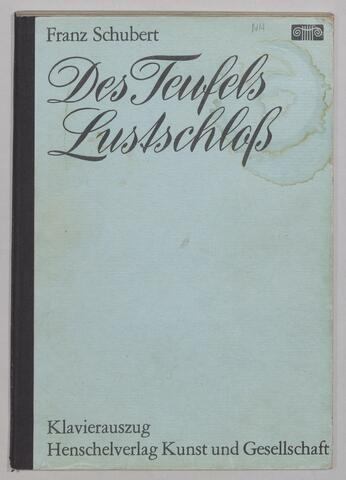 Franz Schubert
Des Teufels
Lustschloß
Klavierauszug
Henschelverlag Kunst und Gesellschaft